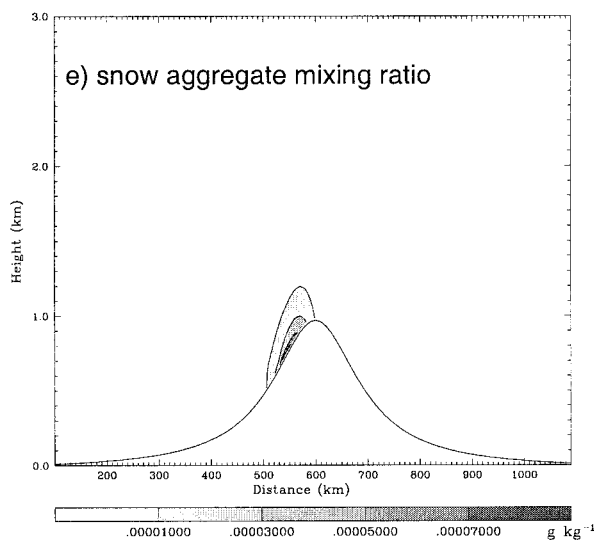 3.0
e) snow aggregate mixing ratio
2.0
Height (km)
1.0
0.0
200 300 400 500 600 700 800 900 1000
Distance (km)
.00001000 .00003000 .00005000 .00007000 g kg⁻¹